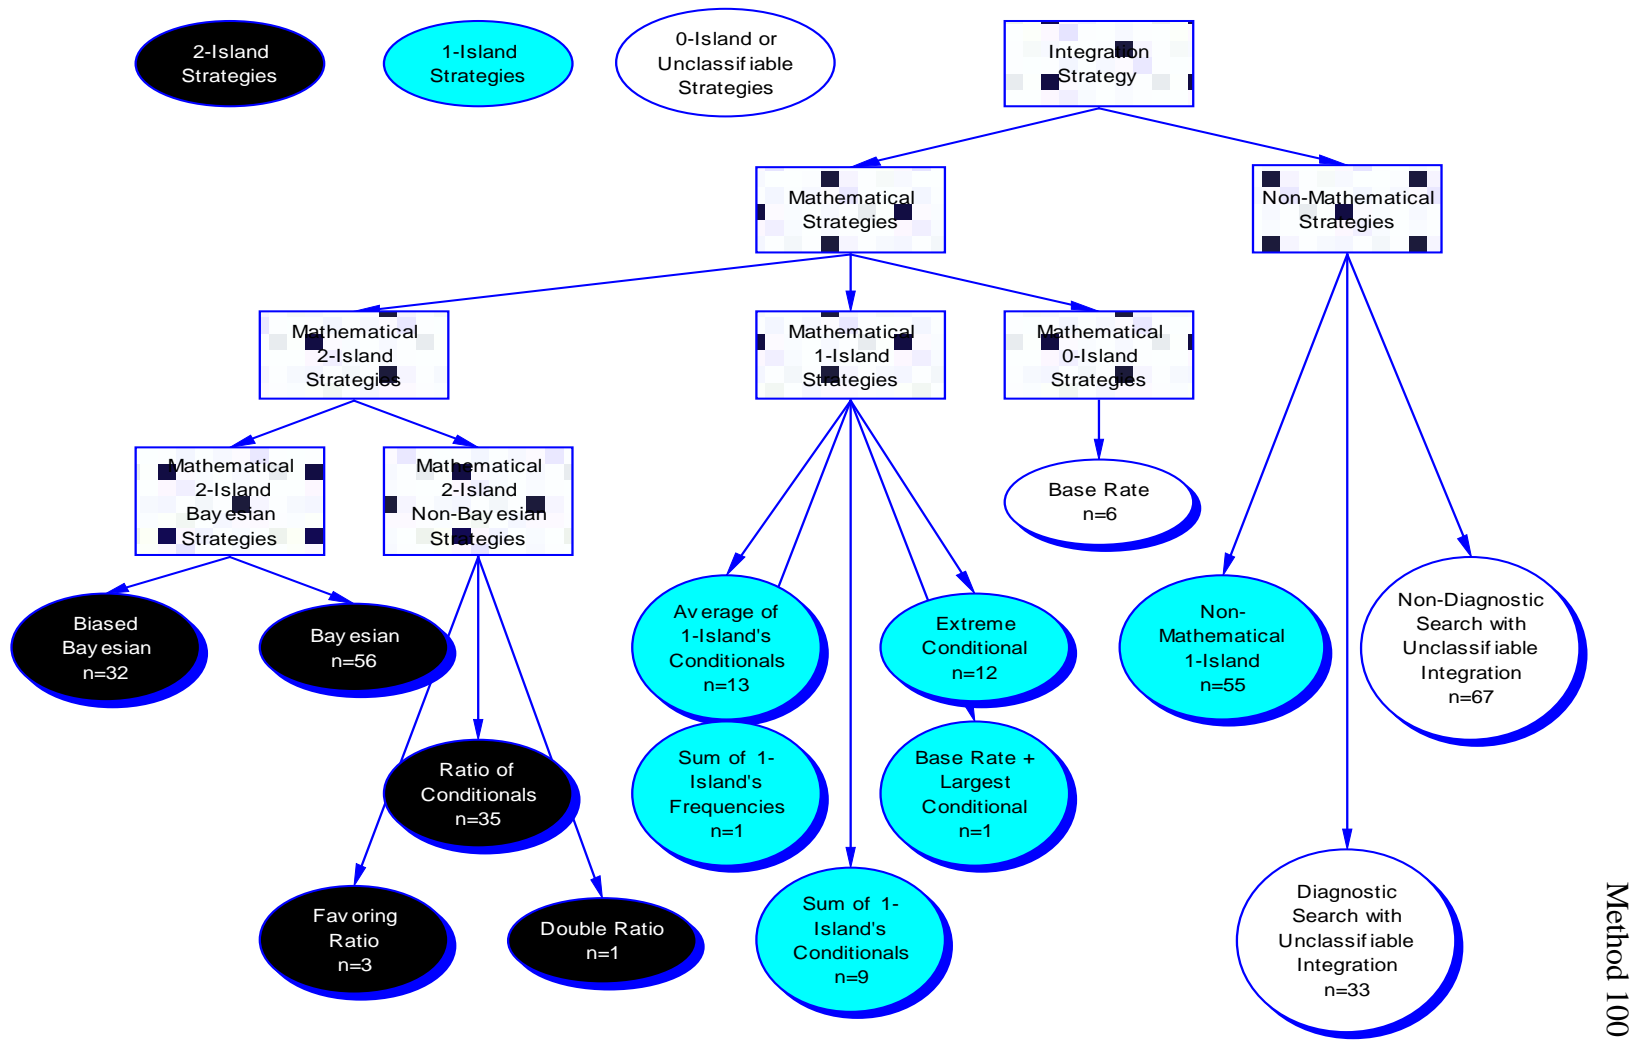 2-Island
Strategies
1-Island
Strategies
0-Island or
Unclassifiable
Strategies
Integration
Strategy
Mathematical
Strategies
Non-Mathematical
Strategies
Mathematical
2-Island
Strategies
Mathematical
1-Island
Strategies
Mathematical
0-Island
Strategies
Mathematical
2-Island
Bayesian
Strategies
Mathematical
2-Island
Non-Bayesian
Strategies
Base Rate
n=6
Biased
Bayesian
n=32
Bayesian
n=56
Average of
1-Island's
Conditionals
n=13
Extreme
Conditional
n=12
Non-
Mathematical
1-Island
n=55
Non-Diagnostic
Search with
Unclassifiable
Integration
n=67
Ratio of
Conditionals
n=35
Sum of 1-
Island's
Frequencies
n=1
Base Rate +
Largest
Conditional
n=1
Favoring
Ratio
n=3
Double Ratio
n=1
Sum of 1-
Island's
Conditionals
n=9
Diagnostic
Search with
Unclassifiable
Integration
n=33
Method 100